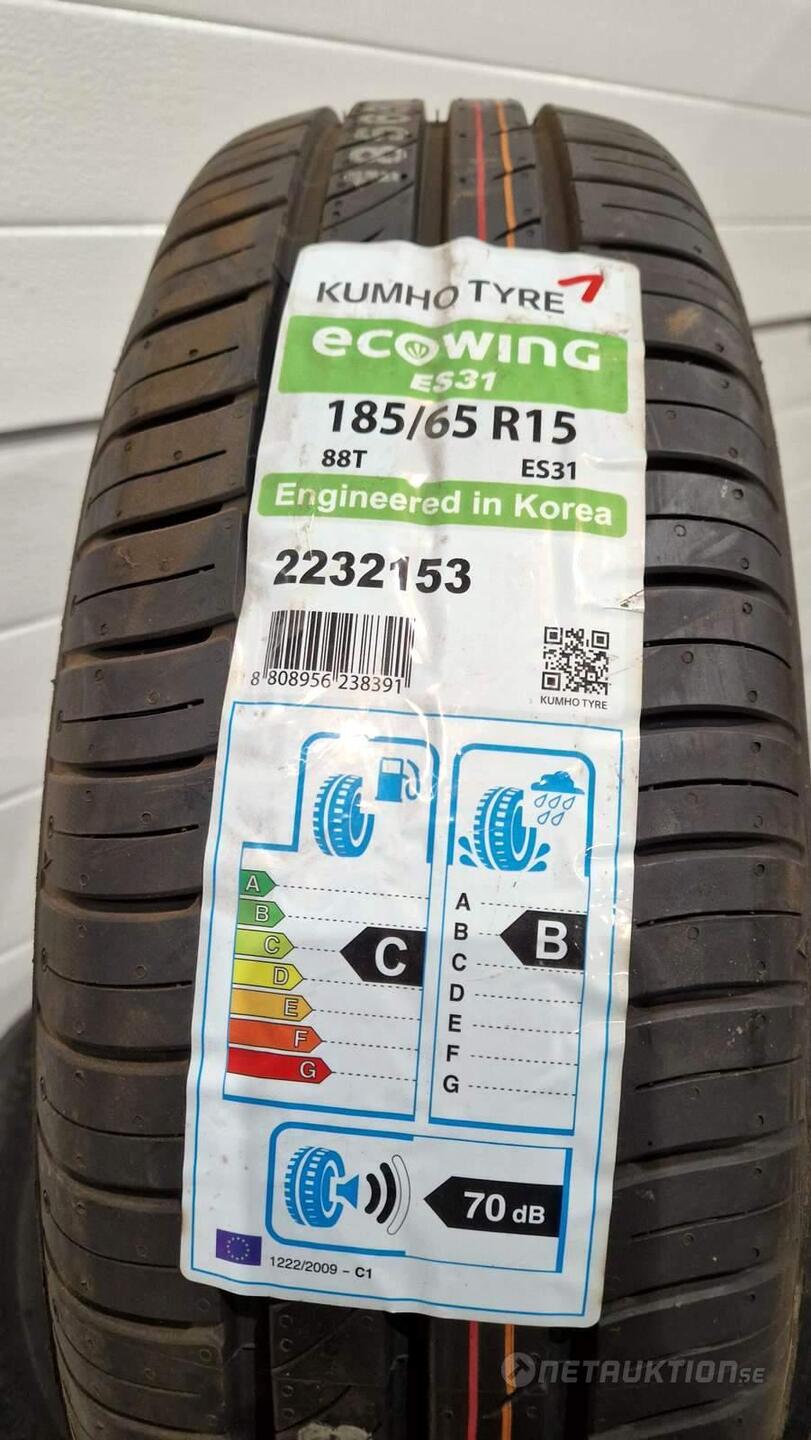 KUMHO TYRE
ecowing
ES31
185/65 R15
88T ES31
Engineered in Korea
2232153
8 808956 238391
KUMHO TYRE
A
B
C
D
E
F
G
C
A
B
C
D
E
F
G
B
70 dB
1222/2009 - C1
NETAUKTION.SE